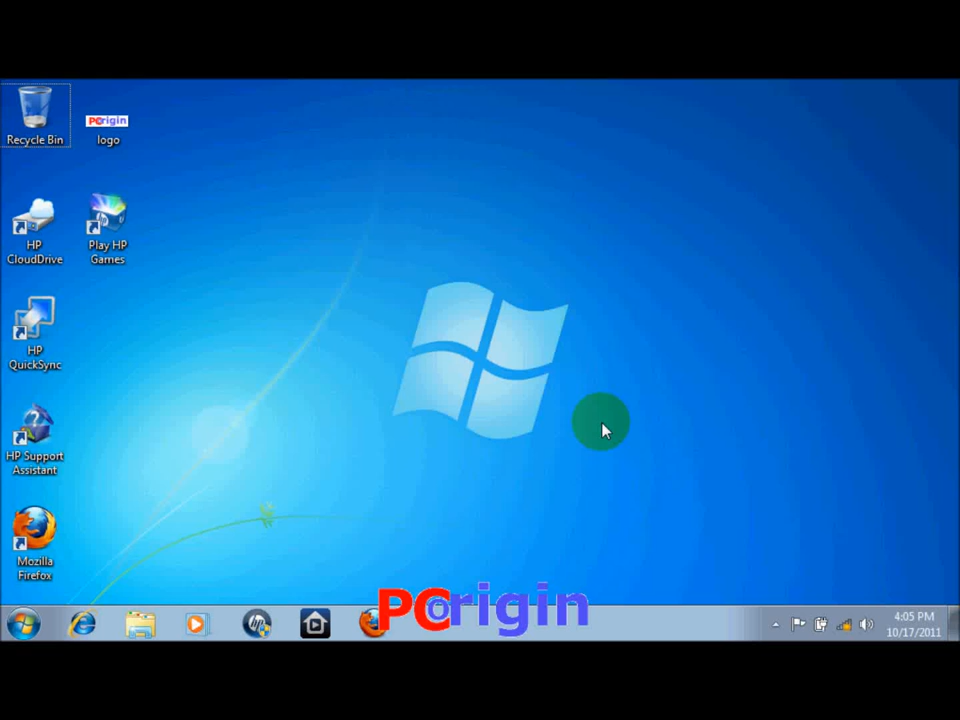 PCorigin
Recycle Bin
logo
HP
CloudDrive
Play HP
Games
HP
QuickSync
HP Support
Assistant
Mozilla
Firefox
hp
PCorigin
4:05 PM
10/17/2011